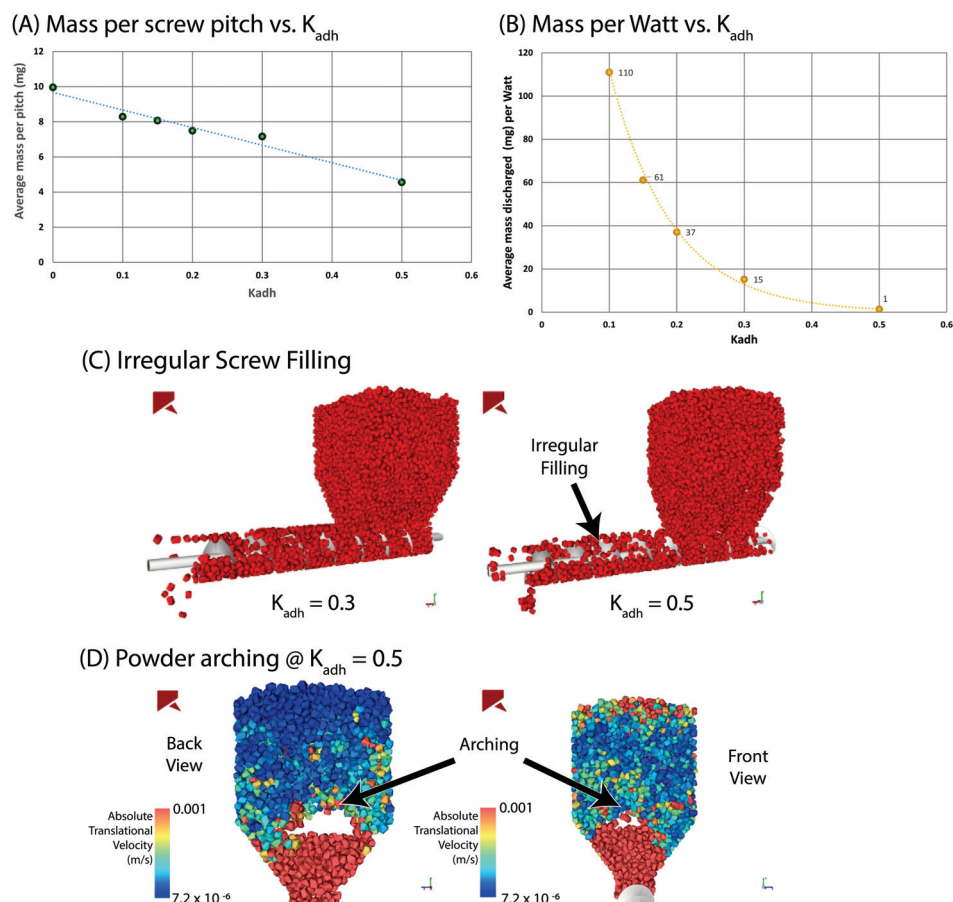 (A) Mass per screw pitch vs. Kadh
Average mass per pitch (mg)
12
10
8
6
4
2
0
0 0.1 0.2 0.3 0.4 0.5 0.6
Kadh
(B) Mass per Watt vs. Kadh
Average mass discharged (mg) per Watt
120
100
80
60
40
20
0
110
61
37
15
1
0 0.1 0.2 0.3 0.4 0.5 0.6
Kadh
(C) Irregular Screw Filling
Irregular
Filling
Kadh = 0.3
Kadh = 0.5
(D) Powder arching @ Kadh = 0.5
Back
View
Arching
Front
View
0.001
Absolute
Translational
Velocity
(m/s)
7.2 x 10 -6
0.001
Absolute
Translational
Velocity
(m/s)
7.2 x 10 -6